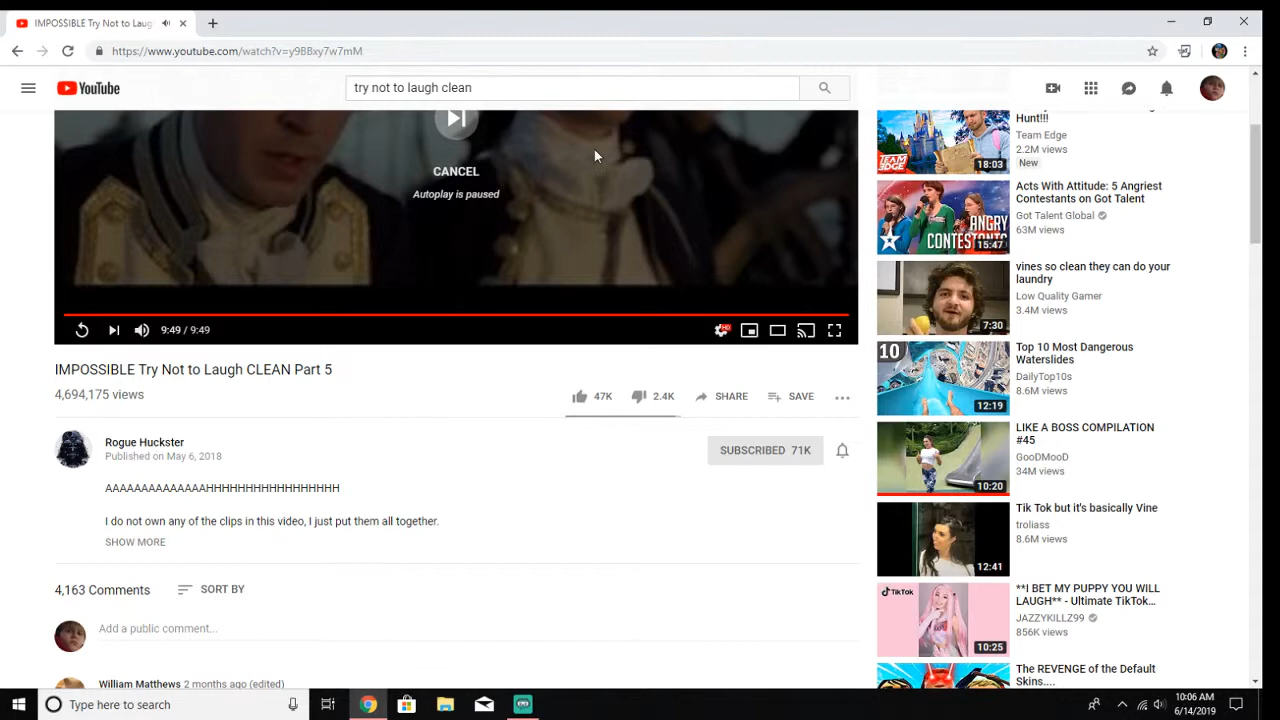 IMPOSSIBLE Try Not to Laug
https://www.youtube.com/watch?v=y9BBxy7w7mM
YouTube
try not to laugh clean
CANCEL
Autoplay is paused
9:49 / 9:49
HD
IMPOSSIBLE Try Not to Laugh CLEAN Part 5
4,694,175 views
47K
2.4K
SHARE
SAVE
Rogue Huckster
Published on May 6, 2018
SUBSCRIBED 71K
AAAAAAAAAAAAAAHHHHHHHHHHHHHHHHH
I do not own any of the clips in this video, I just put them all together.
SHOW MORE
4,163 Comments
SORT BY
Add a public comment...
William Matthews 2 months ago (edited)
Hunt!!!
Team Edge
2.2M views
New
TEAM EDGE
18:03
Acts With Attitude: 5 Angriest
Contestants on Got Talent
Got Talent Global
63M views
ANGRY
CONTESTANTS
15:47
vines so clean they can do your
laundry
Low Quality Gamer
3.4M views
7:30
Top 10 Most Dangerous
Waterslides
DailyTop10s
8.6M views
10
12:19
LIKE A BOSS COMPILATION
#45
GooDMooD
34M views
10:20
Tik Tok but it's basically Vine
troliass
8.6M views
12:41
**I BET MY PUPPY YOU WILL
LAUGH** - Ultimate TikTok...
JAZZYKILLZ99
856K views
TikTok
10:25
The REVENGE of the Default
Skins....
Type here to search
10:06 AM
6/14/2019